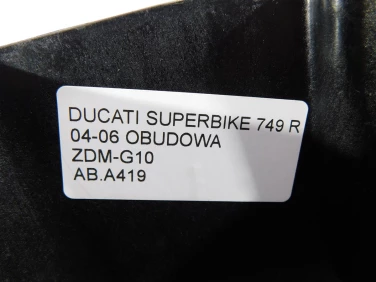 DUCATI SUPERBIKE 749 R
04-06 OBUDOWA
ZDM-G10
AB.A419